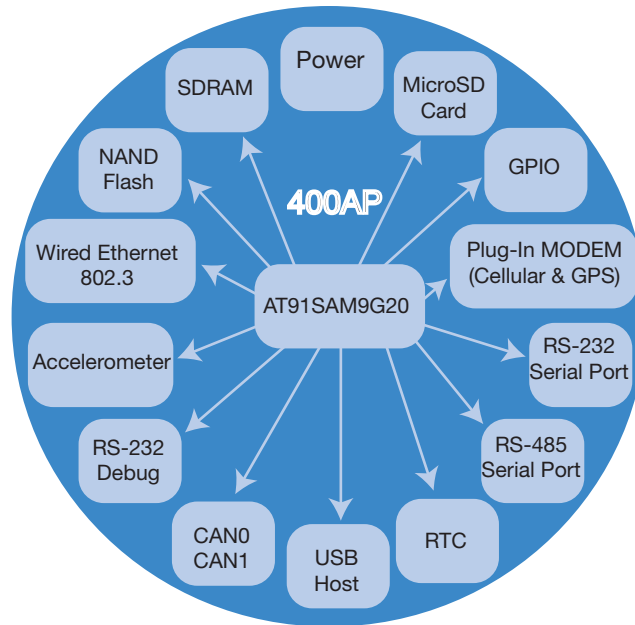 Power
SDRAM
MicroSD
Card
NAND
Flash
GPIO
400AP
Wired Ethernet
802.3
Plug-In MODEM
(Cellular & GPS)
AT91SAM9G20
Accelerometer
RS-232
Serial Port
RS-232
Debug
RS-485
Serial Port
CAN0
CAN1
USB
Host
RTC